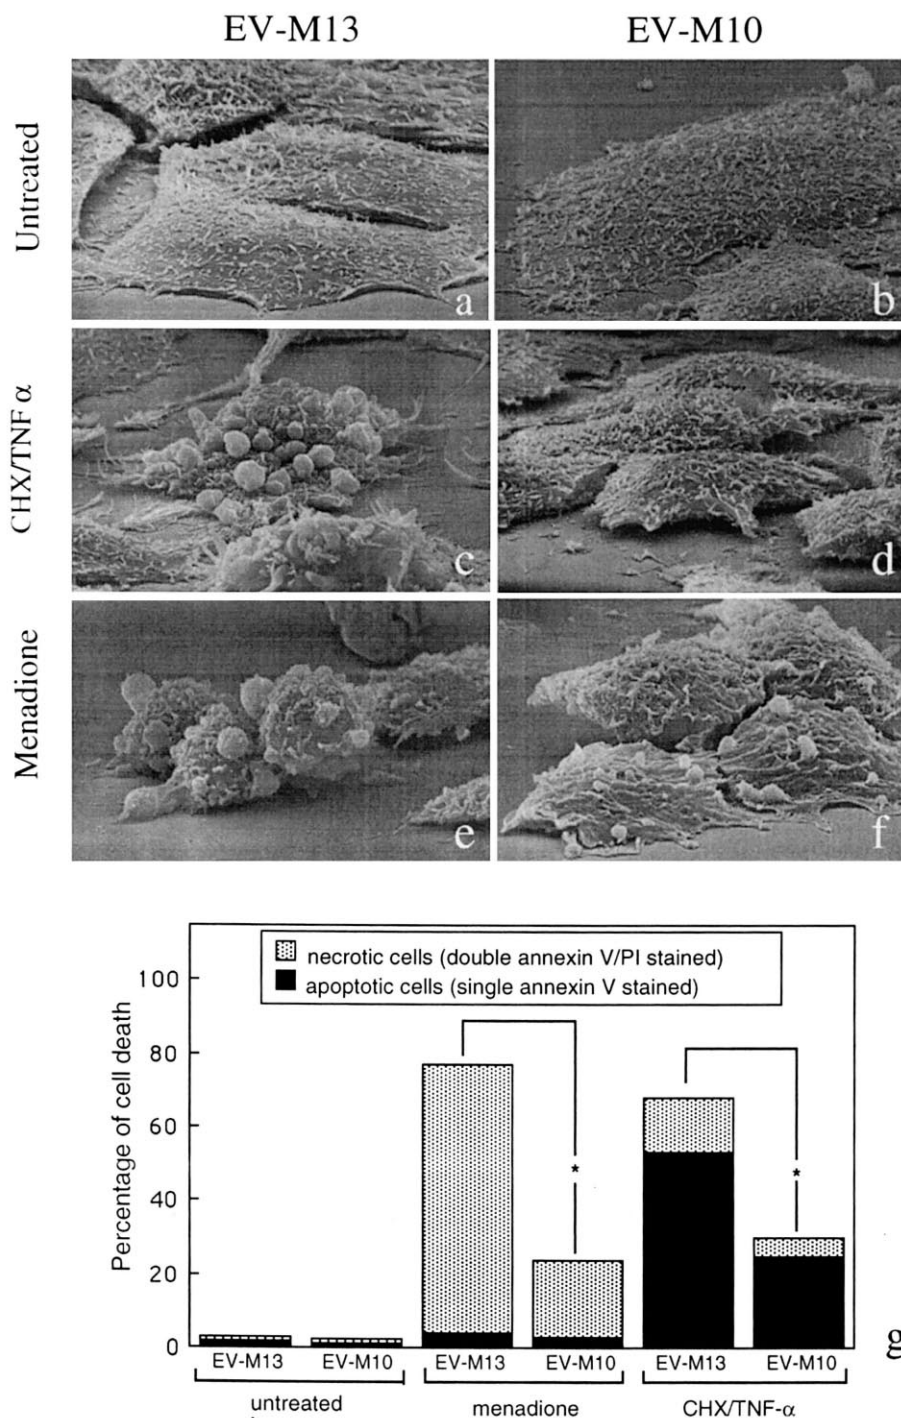 EV-M13 EV-M10
Untreated
a b
CHX/TNF α
c d
Menadione
e f
necrotic cells (double annexin V/PI stained)
apoptotic cells (single annexin V stained)
Percentage of cell death
100
80
60
40
20
0
* *
g
EV-M13 EV-M10 EV-M13 EV-M10 EV-M13 EV-M10
untreated menadione CHX/TNF-α